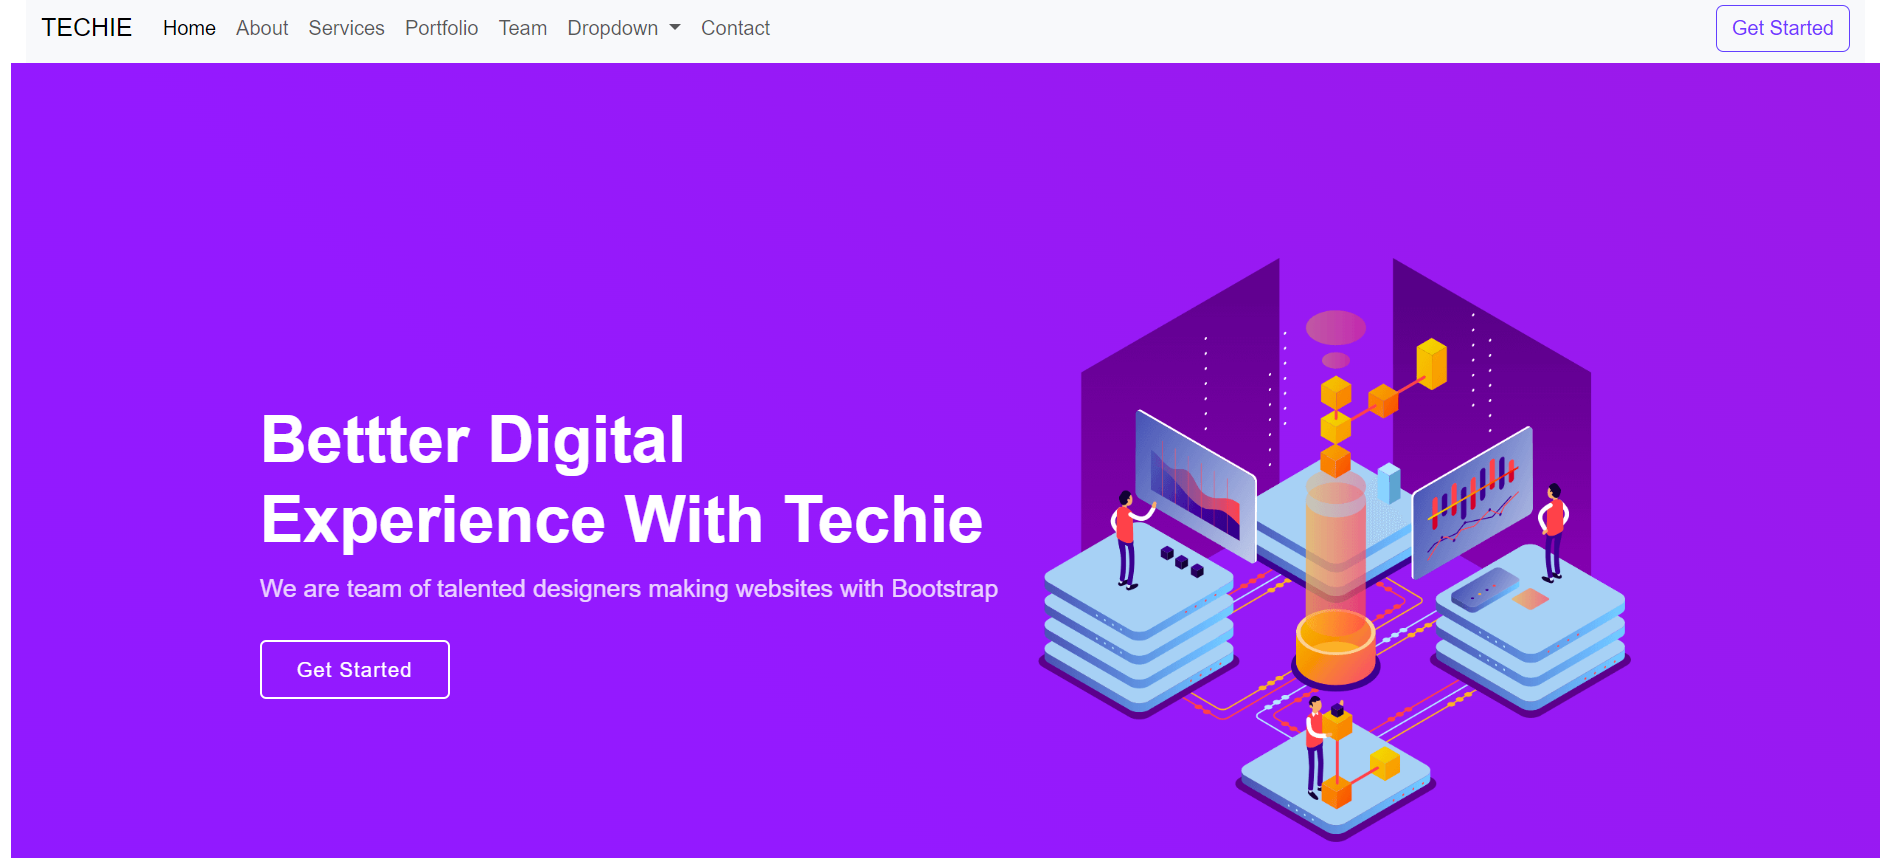 TECHIE Home About Services Portfolio Team Dropdown Contact Get Started
Bettter Digital
Experience With Techie
We are team of talented designers making websites with Bootstrap
Get Started